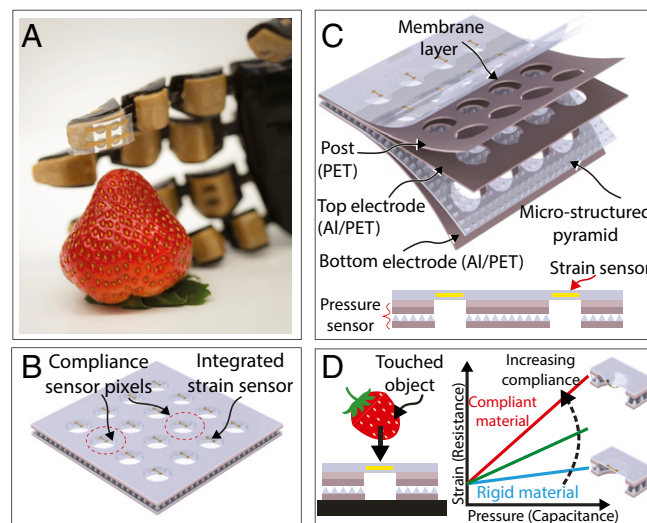 A
B
Compliance
sensor pixels
Integrated
strain sensor
C
Membrane
layer
Post
(PET)
Top electrode
(Al/PET)
Micro-structured
pyramid
Bottom electrode (Al/PET)
Strain sensor
Pressure
sensor
D
Touched
object
Strain (Resistance)
Increasing
compliance
Compliant
material
Rigid material
Pressure (Capacitance)